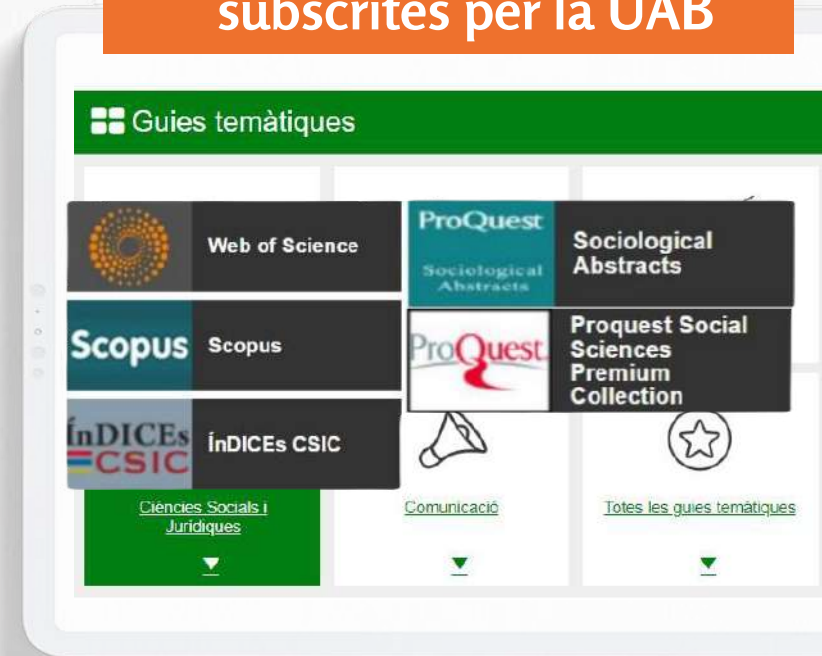 subscrites per la UAB
Guies temàtiques
Web of Science
ProQuest
Sociological
Abstracts
Sociological
Abstracts
Scopus
Scopus
ProQuest
Proquest Social
Sciences
Premium
Collection
ÍnDICEs
CSIC
ÍnDICEs CSIC
Ciències Socials i
Jurídiques
Comunicació
Totes les guies temàtiques